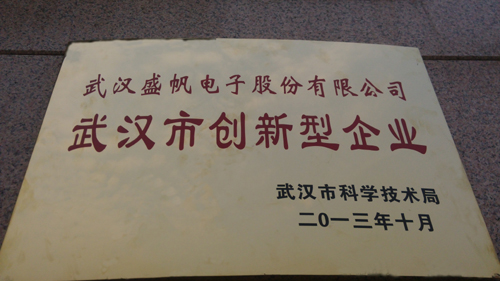 武汉盛帆电子股份有限公司
武汉市创新型企业
武汉市科学技术局
二〇一三年十月